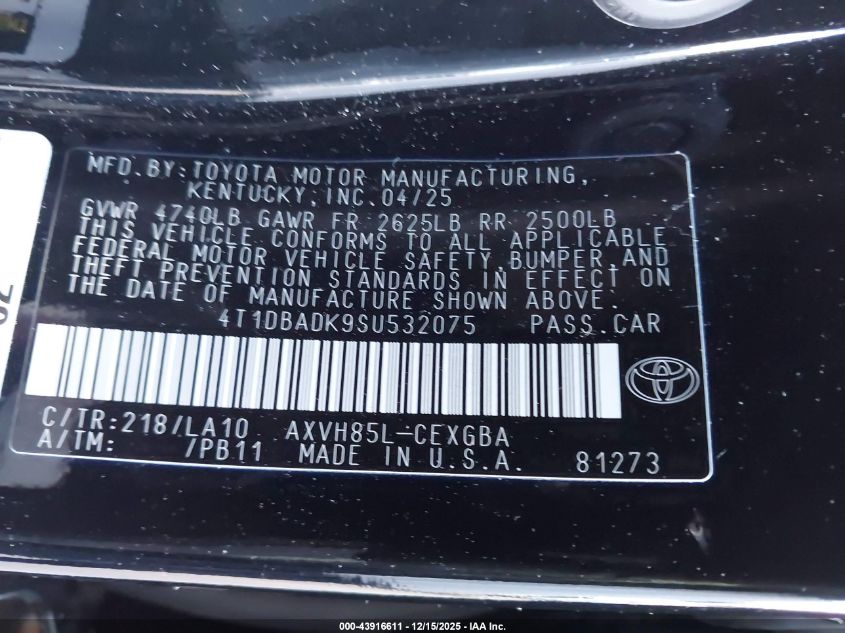 MFD.BY:TOYOTA MOTOR MANUFACTURING,
KENTUCKY,INC.04/25
GVWR 4740LB GAWR FR 2625LB RR 2500LB
THIS VEHICLE CONFORMS TO ALL APPLICABLE
FEDERAL MOTOR VEHICLE SAFETY,BUMPER,AND
THEFT PREVENTION STANDARDS IN EFFECT ON
THE DATE OF MANUFACTURE SHOWN ABOVE.
4T1DBADK9SU532075 PASS.CAR
C/TR:218/LA10 AXVH85L-CEXGBA
A/TM: /PB11 MADE IN U.S.A. 81273
000-43916611 - 12/15/2025 - IAA Inc.